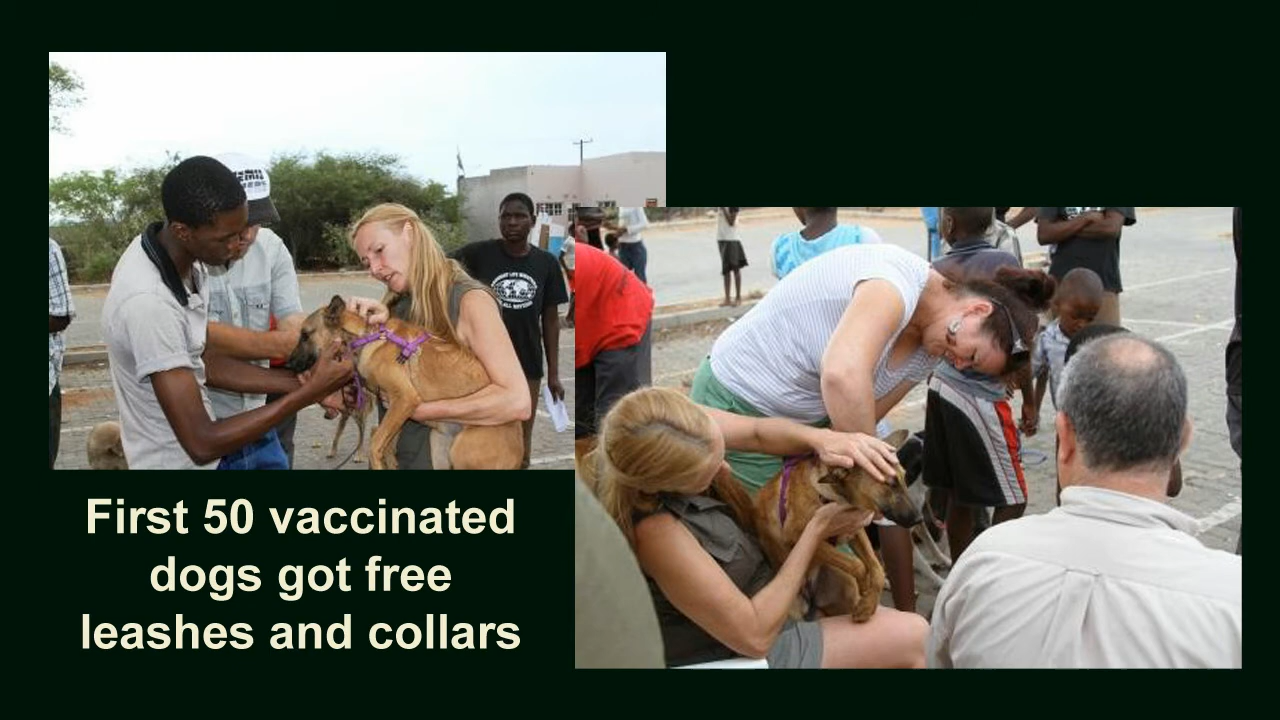 First 50 vaccinated
dogs got free
leashes and collars